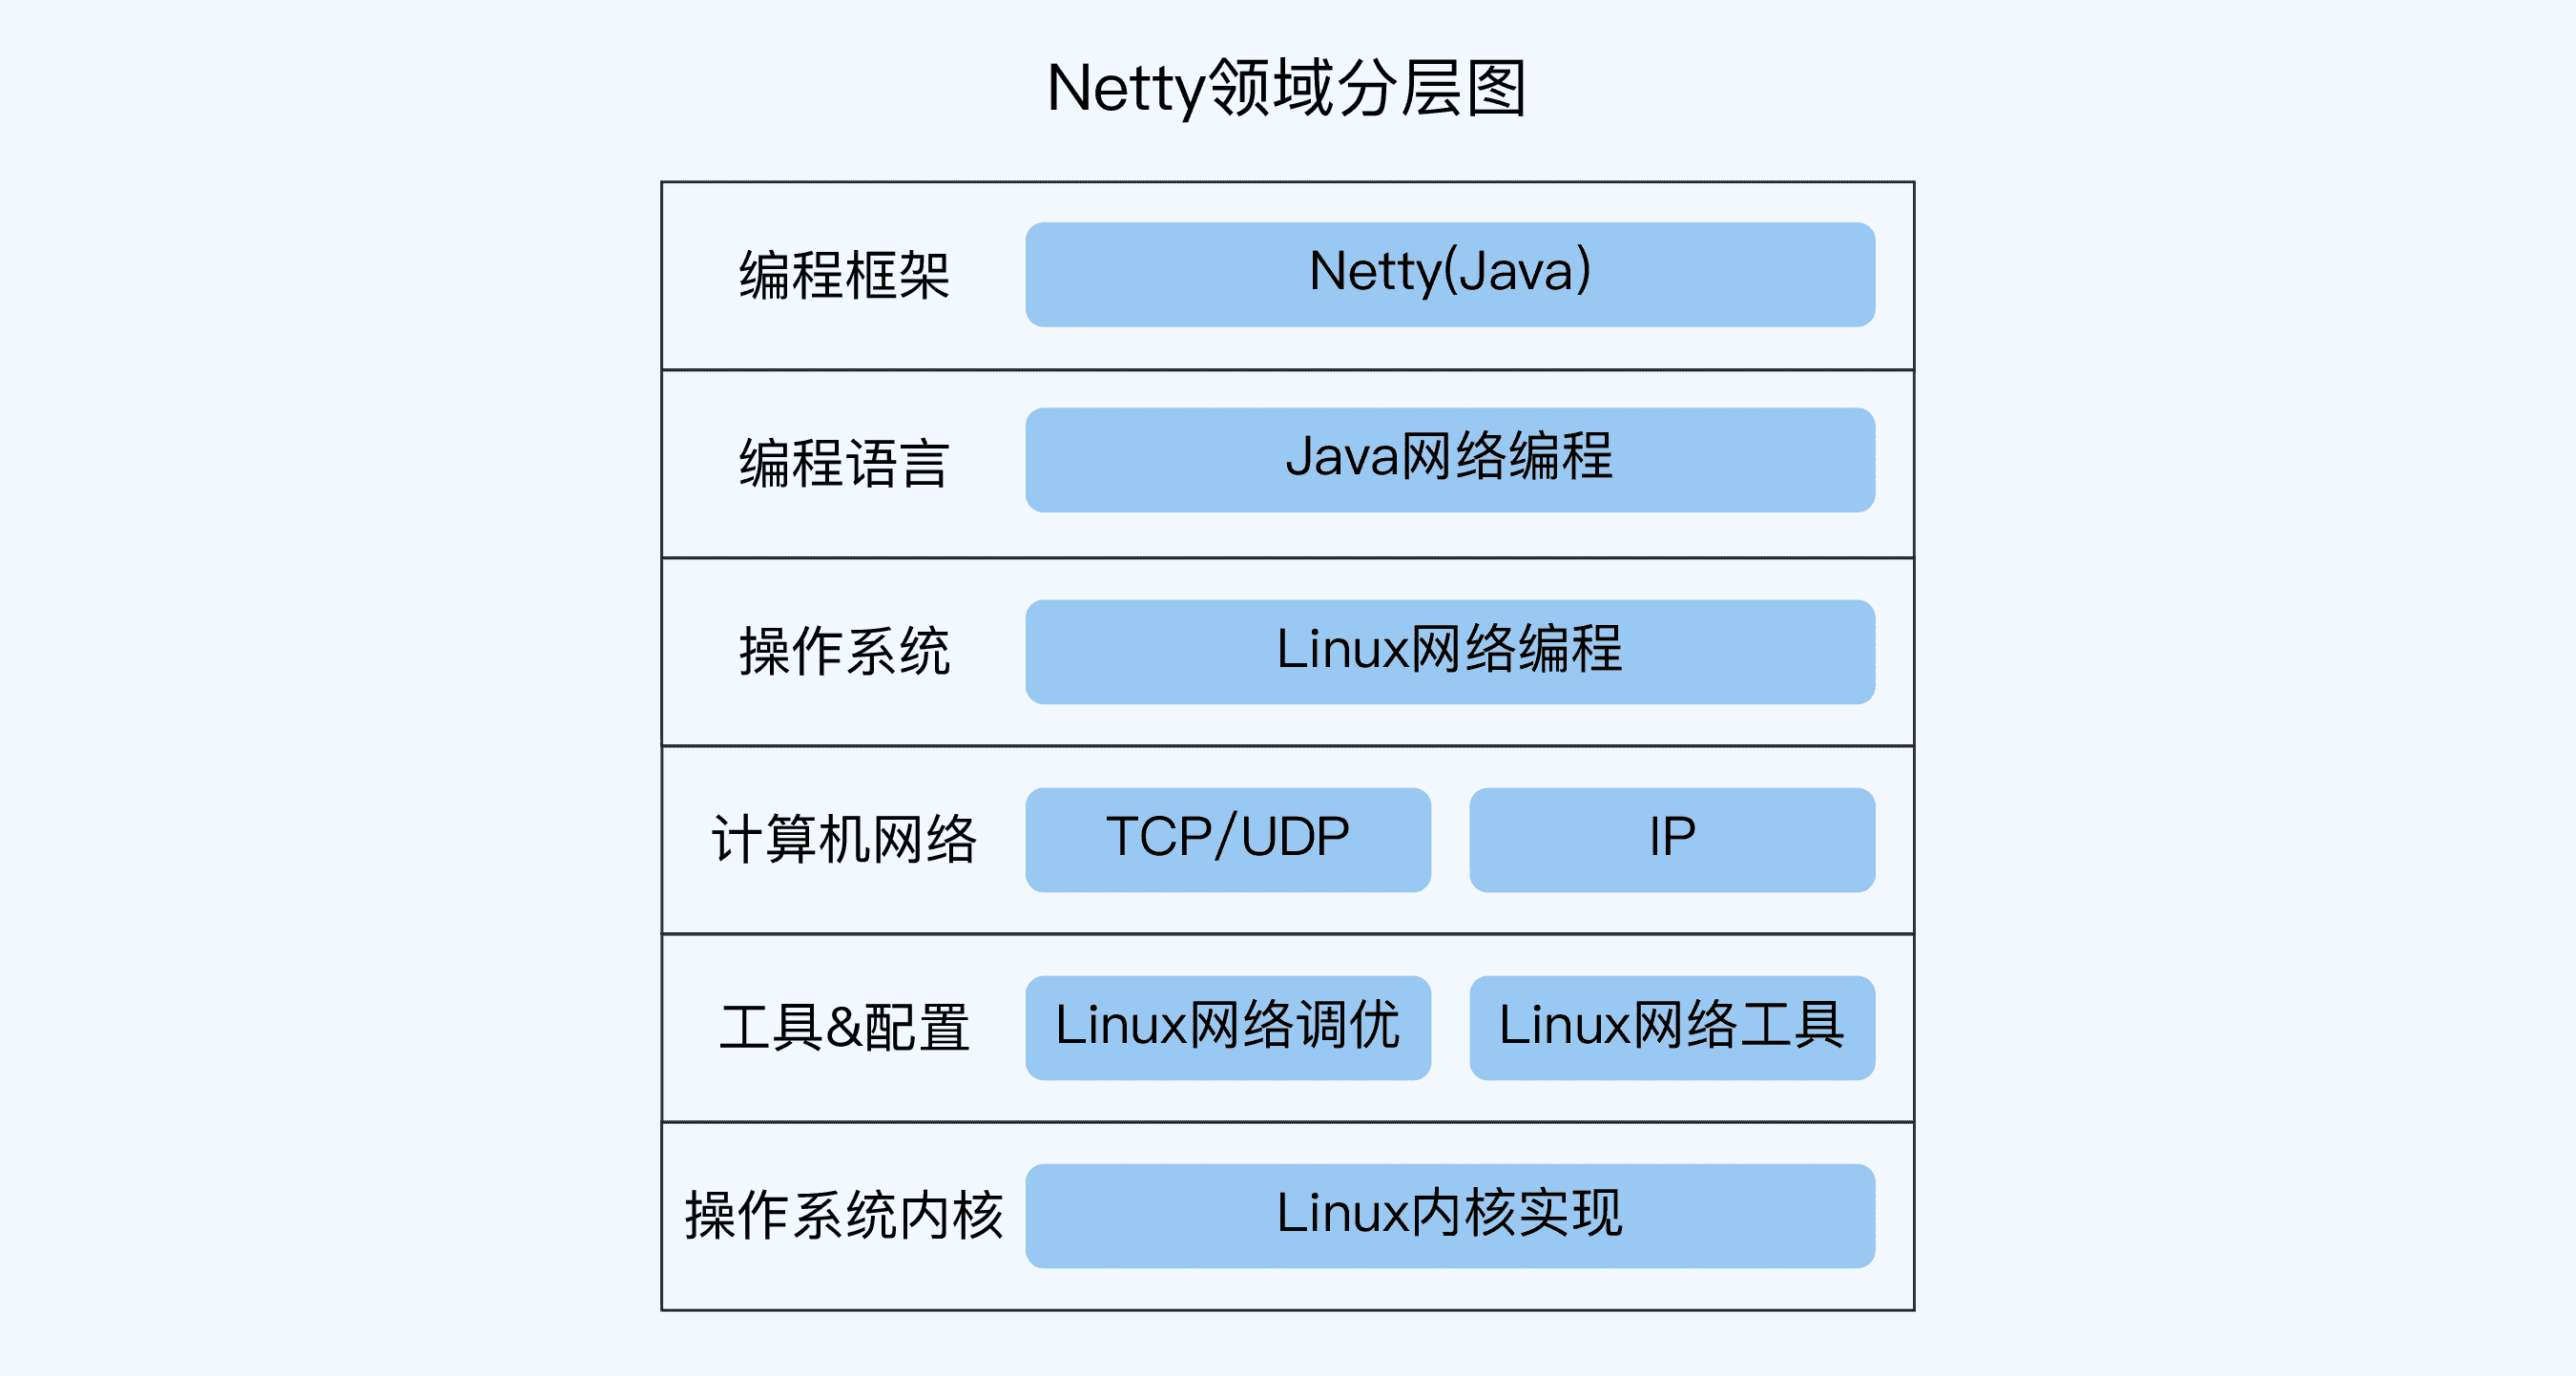 Netty领域分层图
编程框架 Netty(Java)
编程语言 Java网络编程
操作系统 Linux网络编程
计算机网络 TCP/UDP IP
工具&配置 Linux网络调优 Linux网络工具
操作系统内核 Linux内核实现